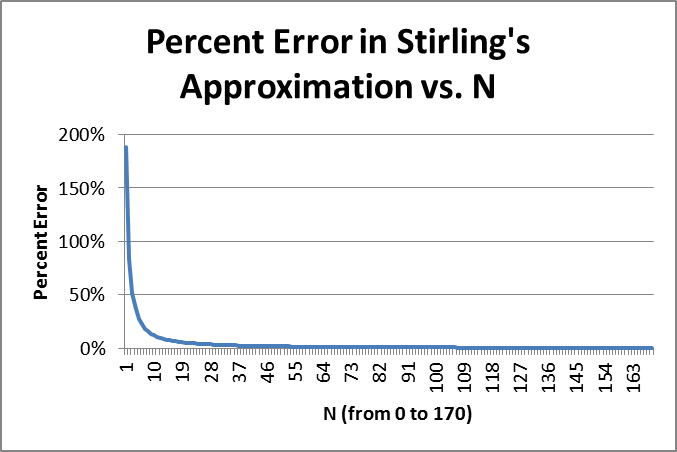 Percent Error in Stirling's
Approximation vs. N
200%
150%
100%
50%
0%
Percent Error
1 10 19 28 37 46 55 64 73 82 91 100 109 118 127 136 145 154 163
N (from 0 to 170)